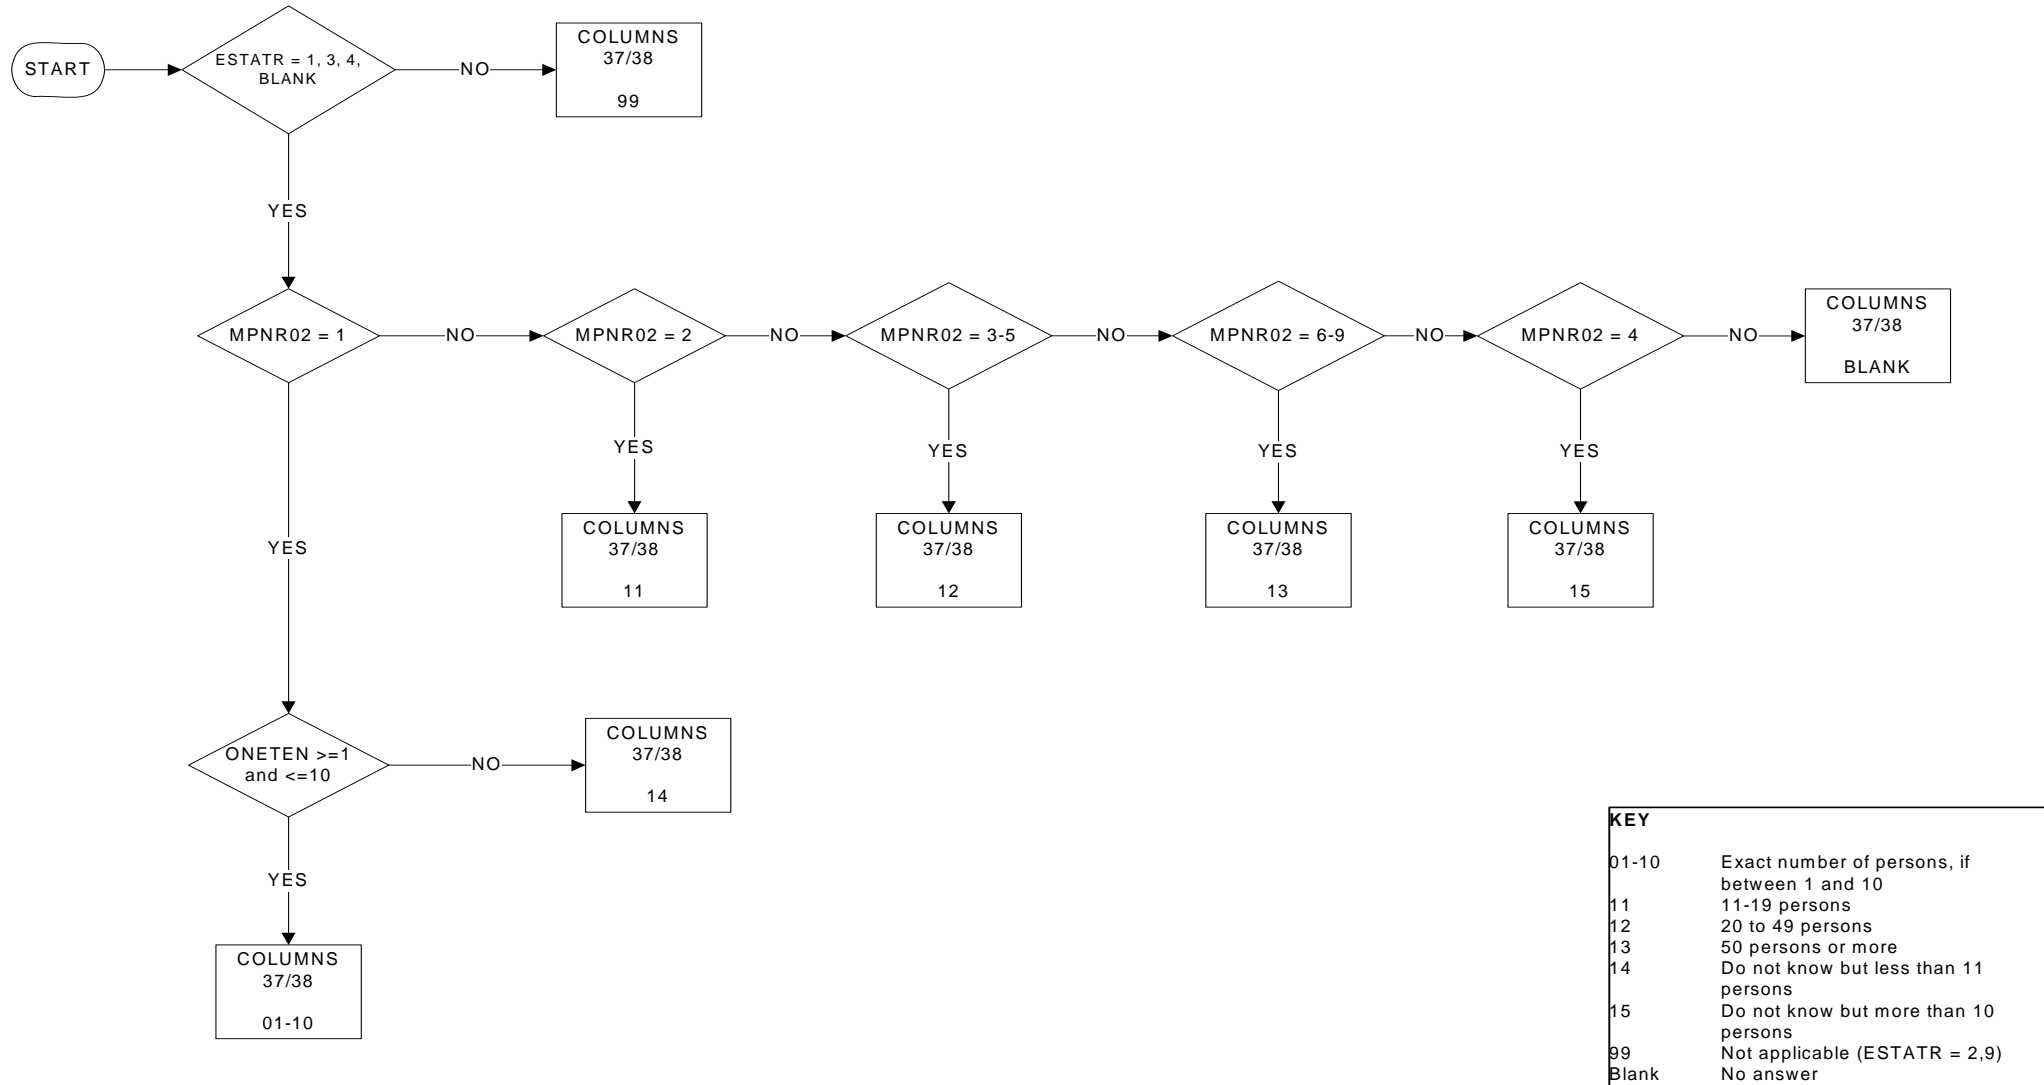 START
ESTATR = 1, 3, 4,
BLANK
NO
COLUMNS
37/38
99
YES
MPNR02 = 1
NO
MPNR02 = 2
NO
MPNR02 = 3-5
NO
MPNR02 = 6-9
NO
MPNR02 = 4
NO
COLUMNS
37/38
BLANK
YES
COLUMNS
37/38
11
YES
COLUMNS
37/38
12
YES
COLUMNS
37/38
13
YES
COLUMNS
37/38
15
YES
ONETEN >=1
and <=10
NO
COLUMNS
37/38
14
YES
COLUMNS
37/38
01-10
KEY
01-10 Exact number of persons, if
between 1 and 10
11 11-19 persons
12 20 to 49 persons
13 50 persons or more
14 Do not know but less than 11
persons
15 Do not know but more than 10
persons
99 Not applicable (ESTATR = 2,9)
Blank No answer